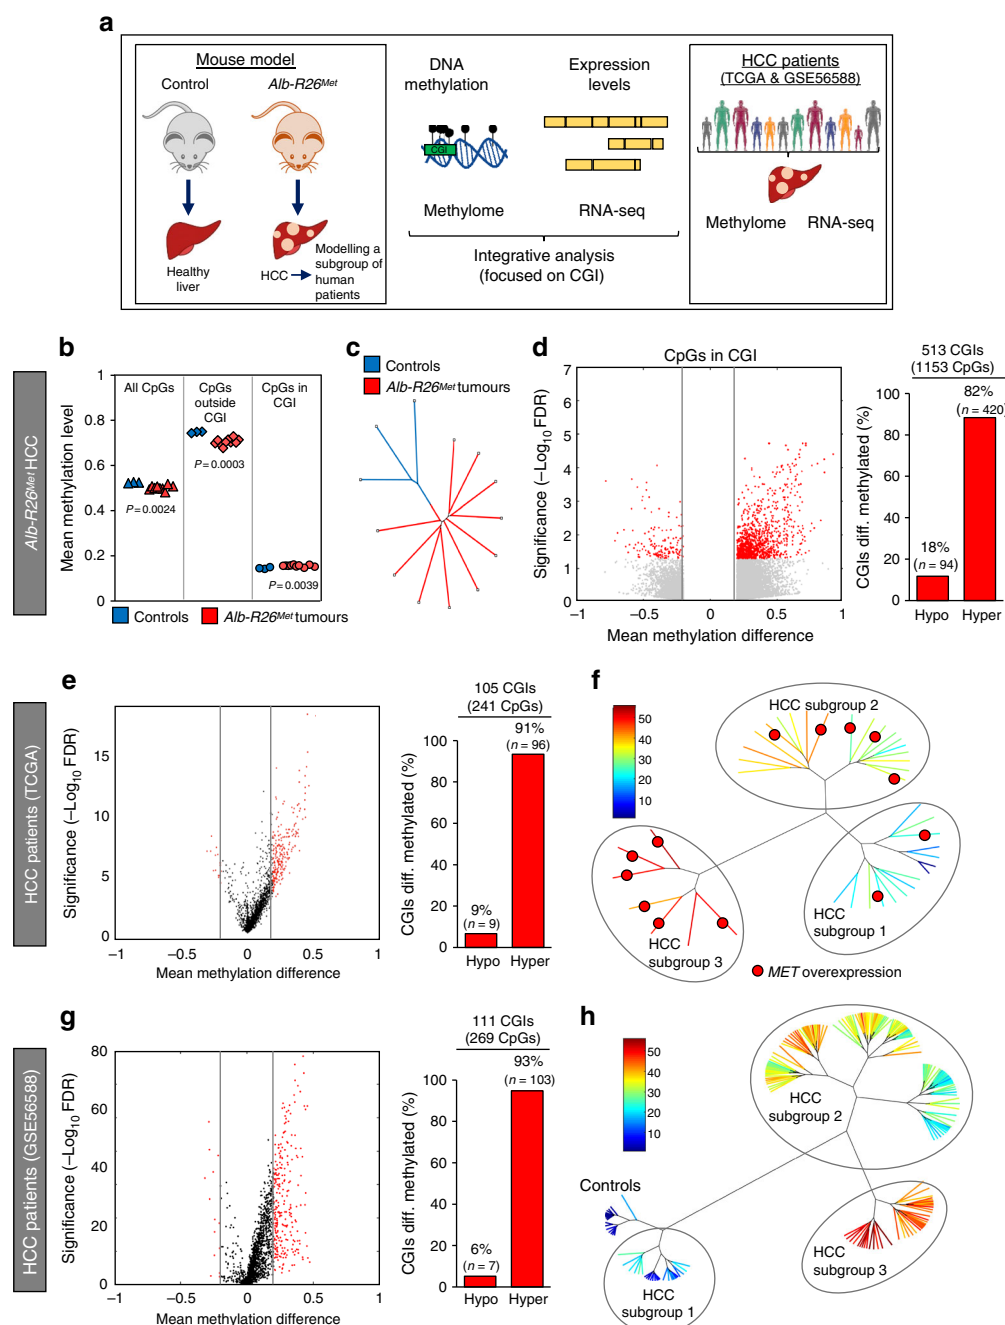 a
Mouse model
Control
Alb-R26Met
Healthy
liver
HCC
Modelling a
subgroup of
human
patients
DNA
methylation
Expression
levels
CGI
Methylome
RNA-seq
Integrative analysis
(focused on CGI)
HCC patients
(TCGA & GSE56588)
Methylome
RNA-seq
Alb-R26Met HCC
b
Mean methylation level
1
0.8
0.6
0.4
0.2
0
All CpGs
CpGs
outside
CGI
CpGs in
CGI
P = 0.0003
P = 0.0024
P = 0.0039
Controls
Alb-R26Met tumours
c
Controls
Alb-R26Met tumours
d
CpGs in CGI
Significance (−Log10 FDR)
7
6
5
4
3
2
1
0
−1
−0.5
0
0.5
1
Mean methylation difference
513 CGIs
(1153 CpGs)
CGIs diff. methylated (%)
100
80
60
40
20
0
82%
(n = 420)
18%
(n = 94)
Hypo
Hyper
HCC patients (TCGA)
e
Significance (−Log10 FDR)
15
10
5
0
−1
−0.5
0
0.5
1
Mean methylation difference
105 CGIs
(241 CpGs)
CGIs diff. methylated (%)
100
80
60
40
20
0
91%
(n = 96)
9%
(n = 9)
Hypo
Hyper
f
50
40
30
20
10
HCC subgroup 2
HCC
subgroup 1
HCC
subgroup 3
MET overexpression
HCC patients (GSE56588)
g
Significance (−Log10 FDR)
80
60
40
20
0
−1
−0.5
0
0.5
1
Mean methylation difference
111 CGIs
(269 CpGs)
CGIs diff. methylated (%)
100
80
60
40
20
0
93%
(n = 103)
6%
(n = 7)
Hypo
Hyper
h
50
40
30
20
10
HCC
subgroup 2
Controls
HCC
subgroup 1
HCC
subgroup 3